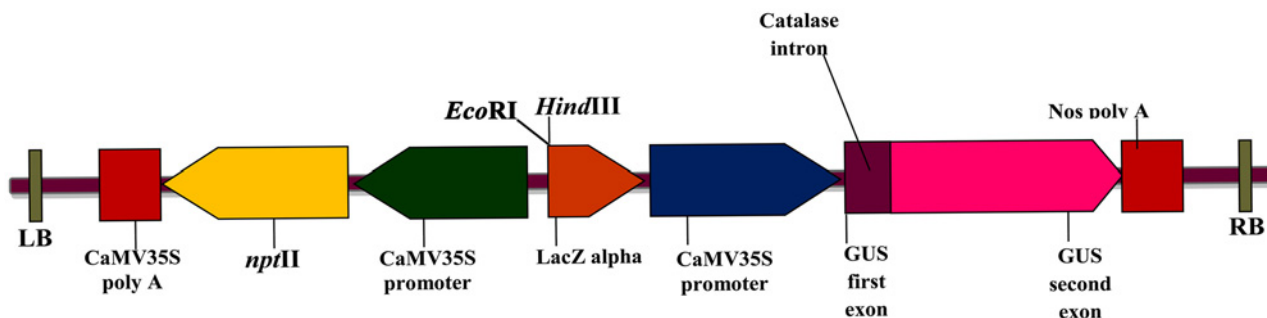 Catalase
intron
EcoRI HindIII
Nos poly A
LB
RB
CaMV35S
poly A
nptII
CaMV35S
promoter
LacZ alpha
CaMV35S
promoter
GUS
first
exon
GUS
second
exon